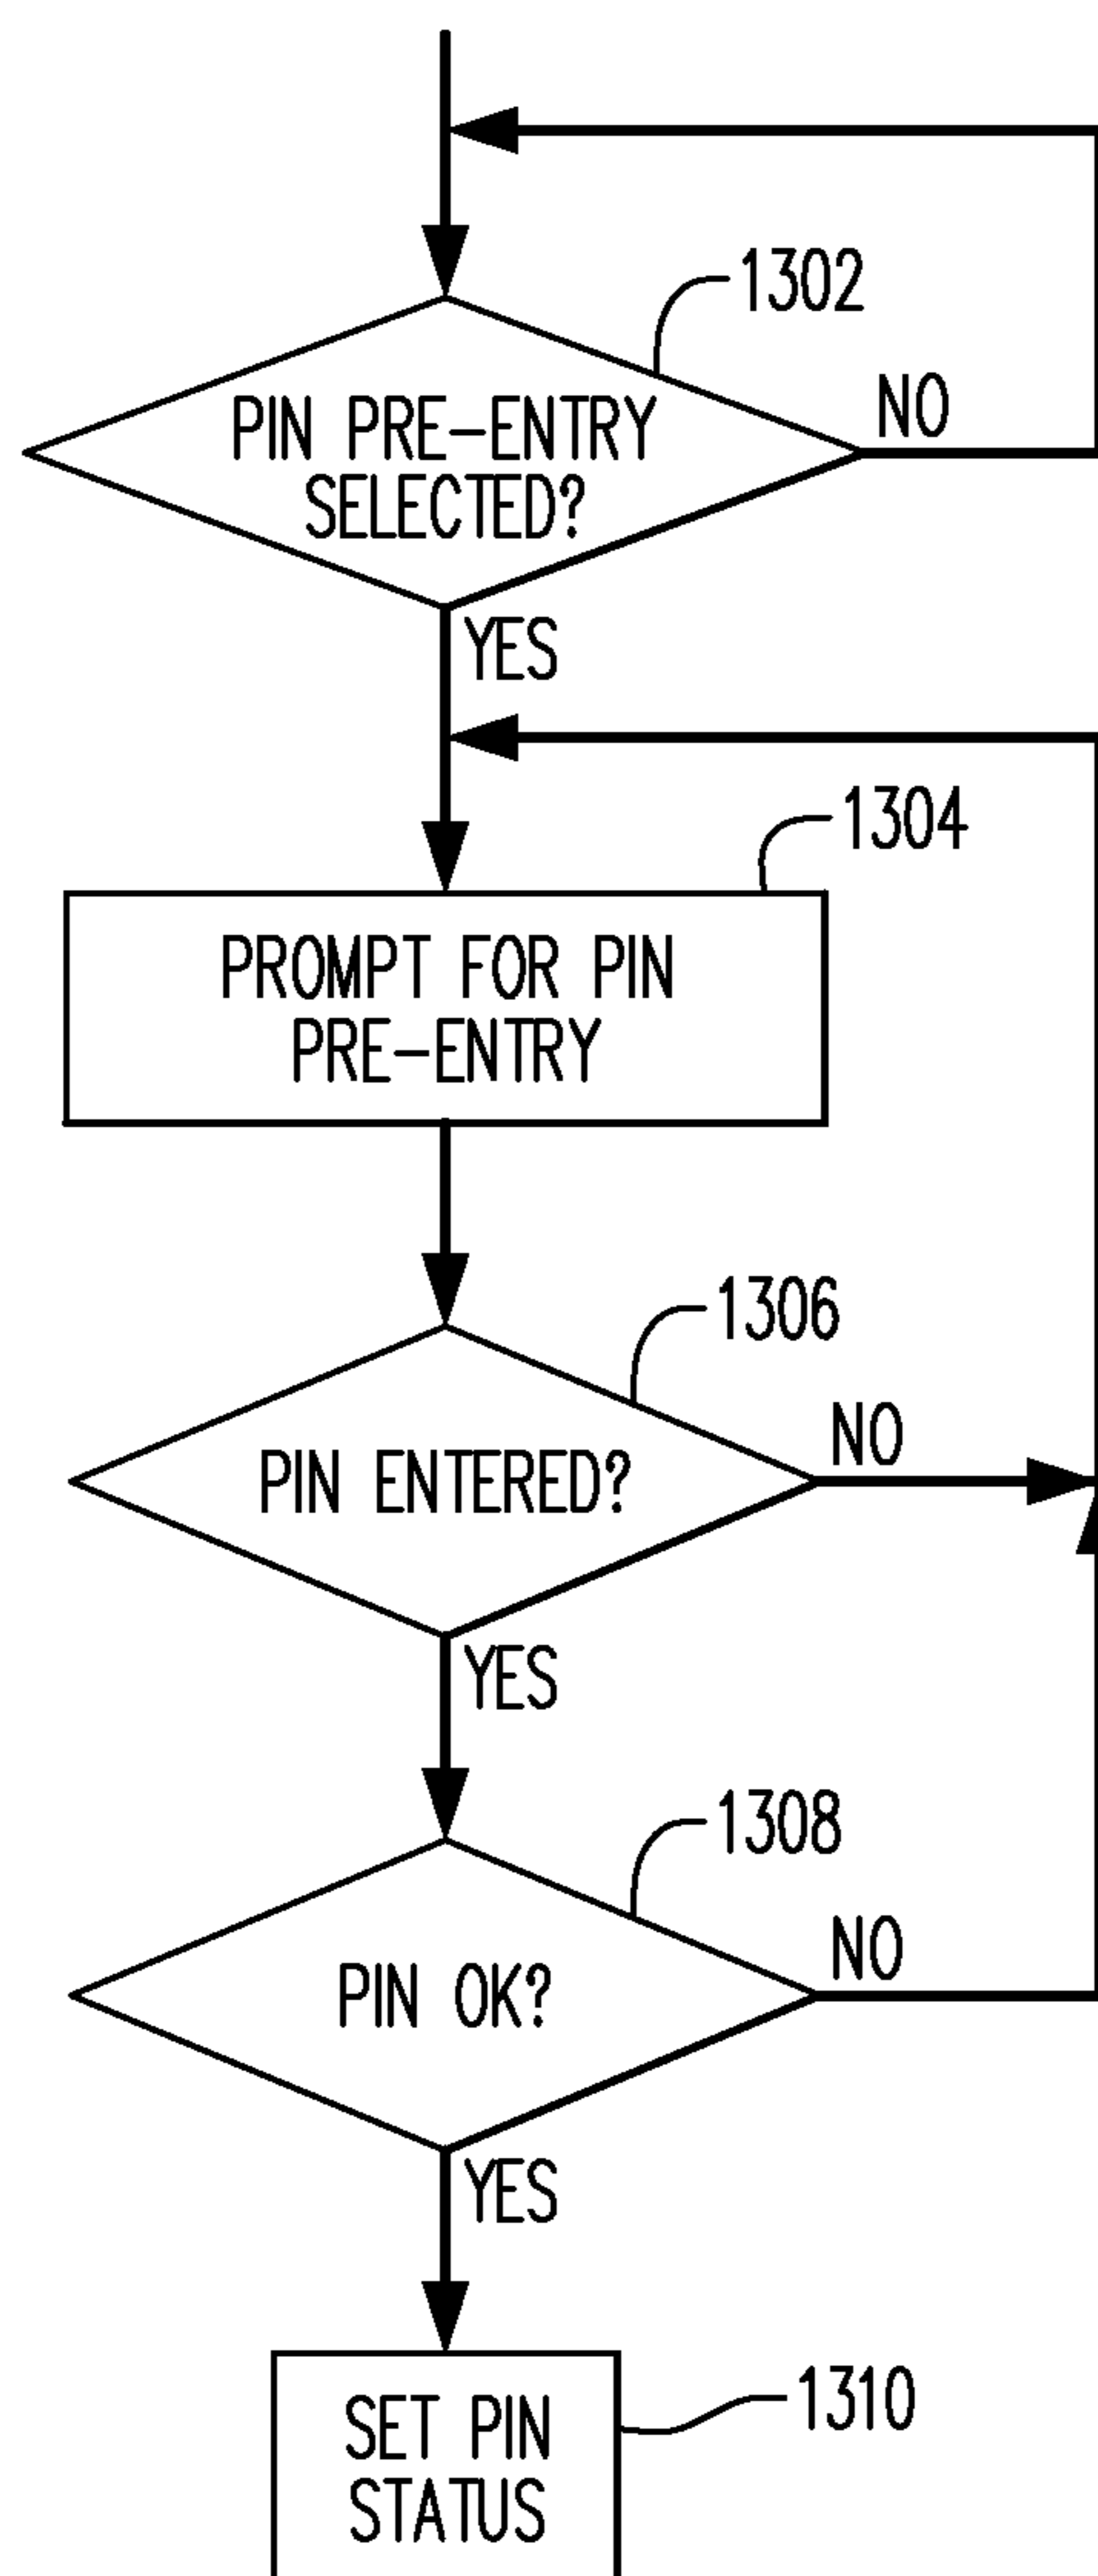 1302
PIN PRE-ENTRY
SELECTED?
NO
YES
1304
PROMPT FOR PIN
PRE-ENTRY
1306
PIN ENTERED?
NO
YES
1308
PIN OK?
NO
YES
1310
SET PIN
STATUS